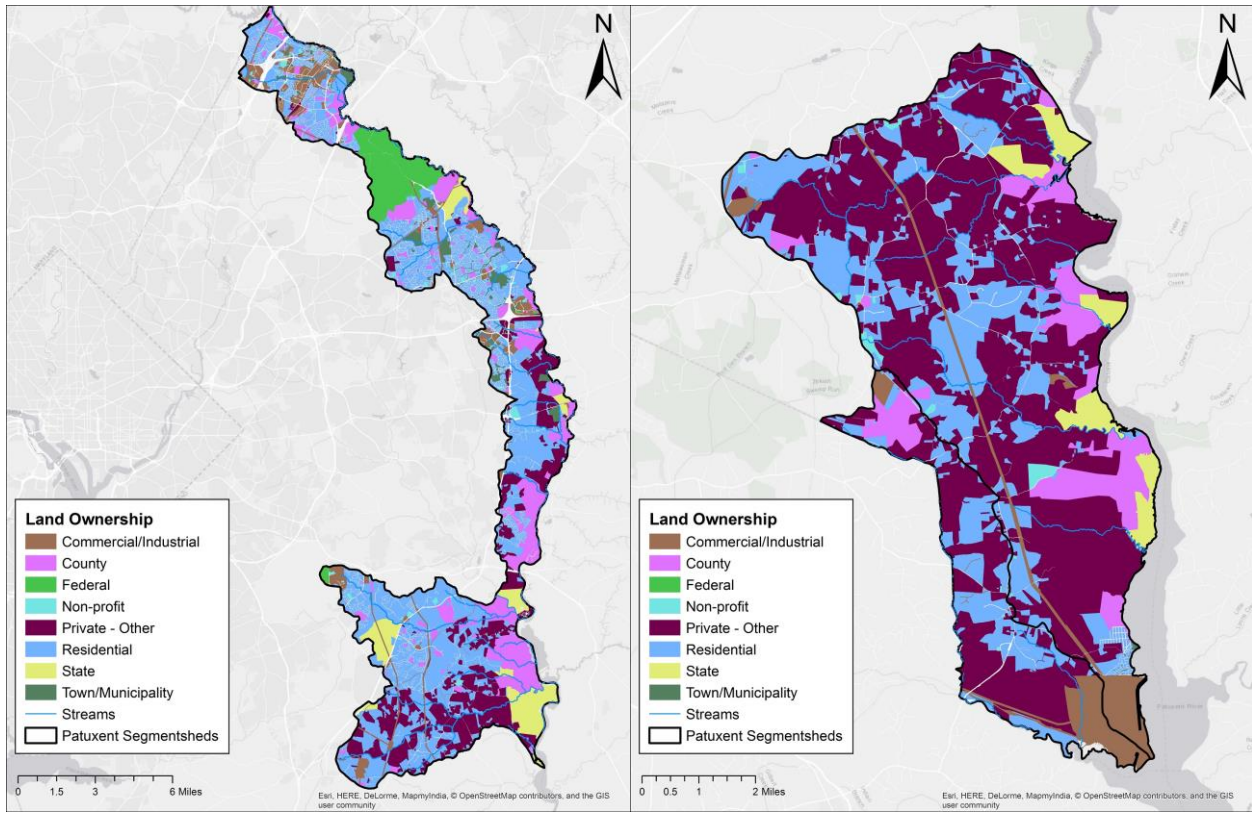 N
Land Ownership
Commercial/Industrial
County
Federal
Non-profit
Private - Other
Residential
State
Town/Municipality
Streams
Patuxent Segmentsheds
0 1.5 3 6 Miles
Esri, HERE, DeLorme, MapmyIndia, © OpenStreetMap contributors, and the GIS
user community
N
Land Ownership
Commercial/Industrial
County
Federal
Non-profit
Private - Other
Residential
State
Town/Municipality
Streams
Patuxent Segmentsheds
0 0.5 1 2 Miles
Patuxent River
Esri, HERE, DeLorme, MapmyIndia, © OpenStreetMap contributors, and the GIS
user community